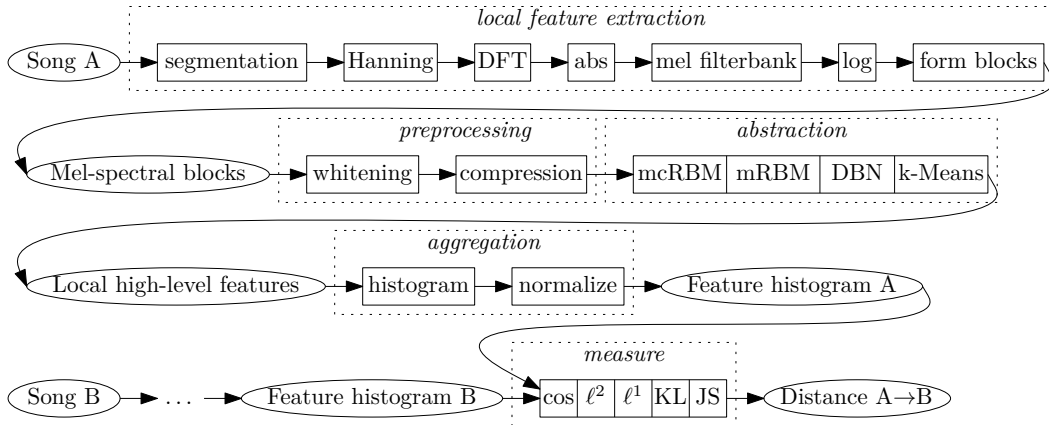 local feature extraction
Song A segmentation Hanning DFT abs mel filterbank log form blocks
preprocessing abstraction
Mel-spectral blocks whitening compression mcRBM mRBM DBN k-Means
aggregation
Local high-level features histogram normalize Feature histogram A
measure
Song B ... Feature histogram B cos ℓ² ℓ¹ KL JS Distance A→B